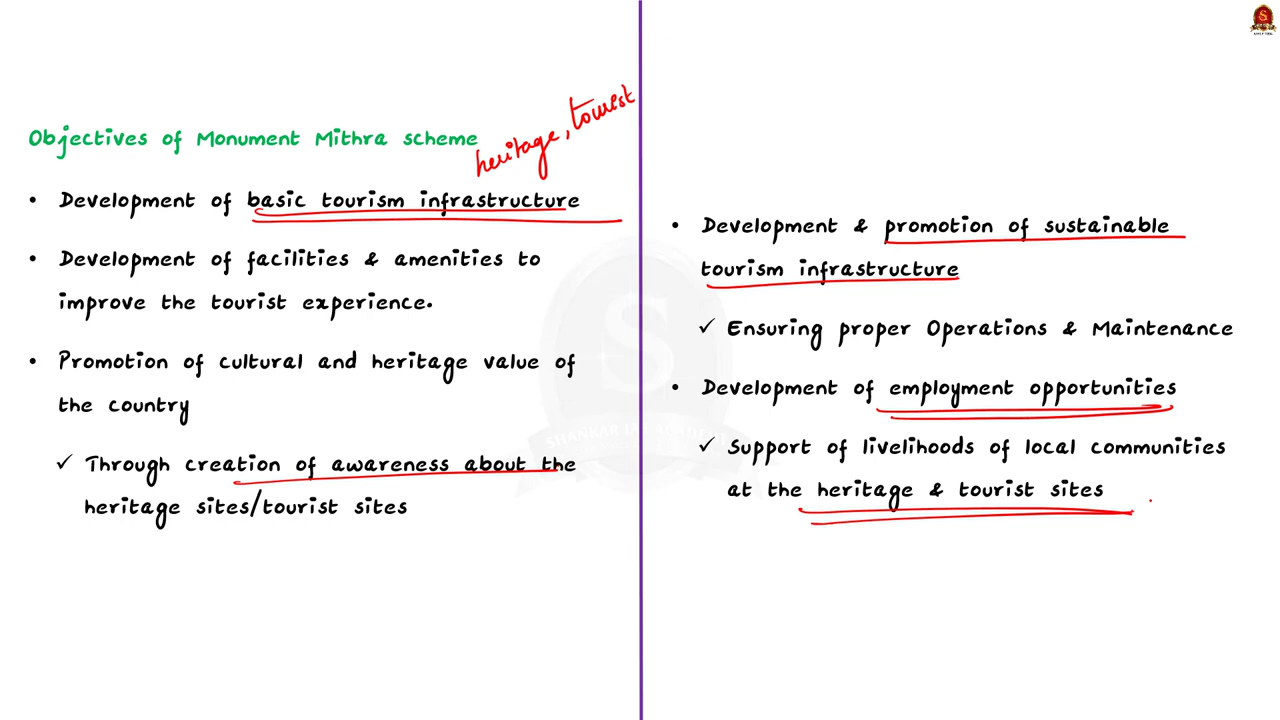 Objectives of Monument Mithra scheme
heritage, tourist
• Development of basic tourism infrastructure
• Development of facilities & amenities to
improve the tourist experience.
• Promotion of cultural and heritage value of
the country
✓ Through creation of awareness about the
heritage sites/tourist sites
• Development & promotion of sustainable
tourism infrastructure
✓ Ensuring proper Operations & Maintenance
• Development of employment opportunities
✓ Support of livelihoods of local communities
at the heritage & tourist sites
S
SHANKAR IAS ACADEMY